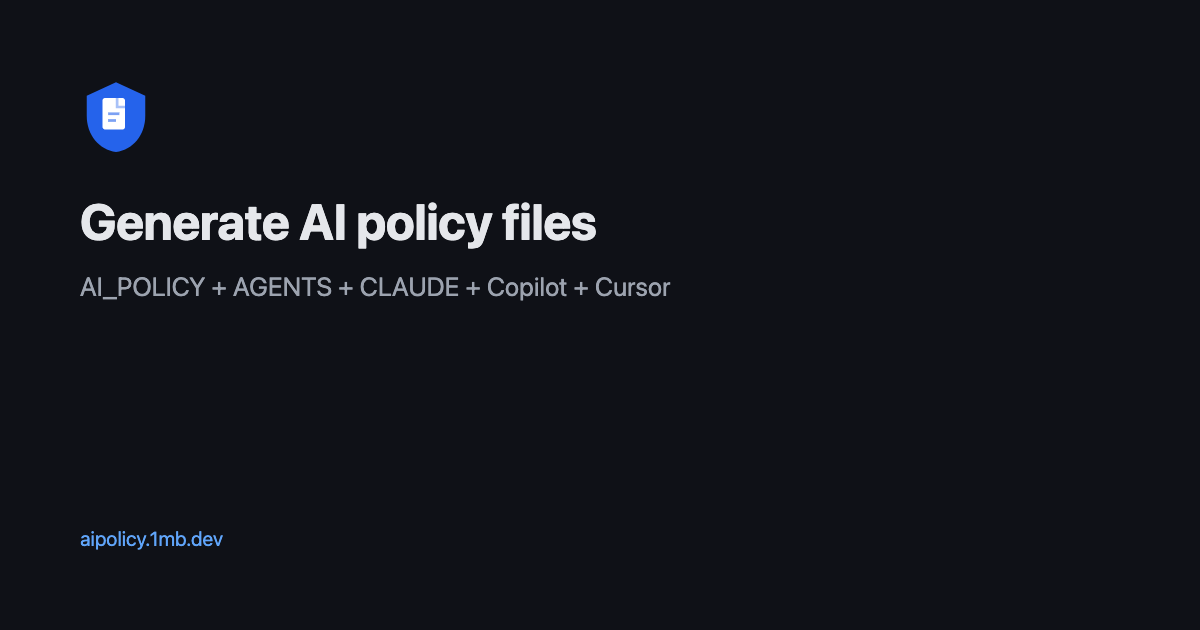 Generate AI policy files
AI_POLICY + AGENTS + CLAUDE + Copilot + Cursor
aipolicy.1mb.dev